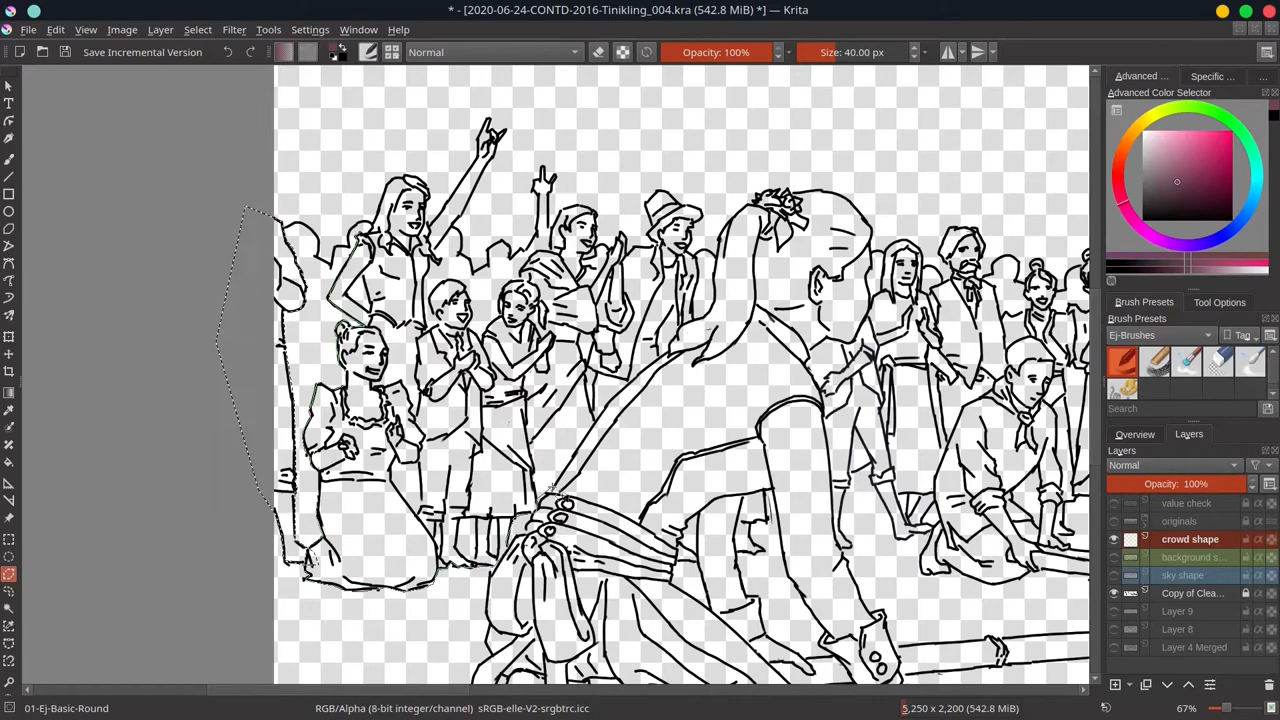 * - [2020-06-24-CONTD-2016-Tinikling_004.kra (542.8 MiB) *] - Krita
File Edit View Image Layer Select Filter Tools Settings Window Help
Save Incremental Version Normal Opacity: 100% Size: 40.00 px
Advanced ... Specific ... ...
Advanced Color Selector
Brush Presets Tool Options
Brush Presets
Ej-Brushes Tag
Search
Overview Layers
Layers
Normal
Opacity: 100%
value check
originals
crowd shape
background s...
sky shape
Copy of Clea...
Layer 9
Layer 8
Layer 4 Merged
01-Ej-Basic-Round RGB/Alpha (8-bit integer/channel) sRGB-elle-V2-srgbtrc.icc 5,250 x 2,200 (542.8 MiB) 67%